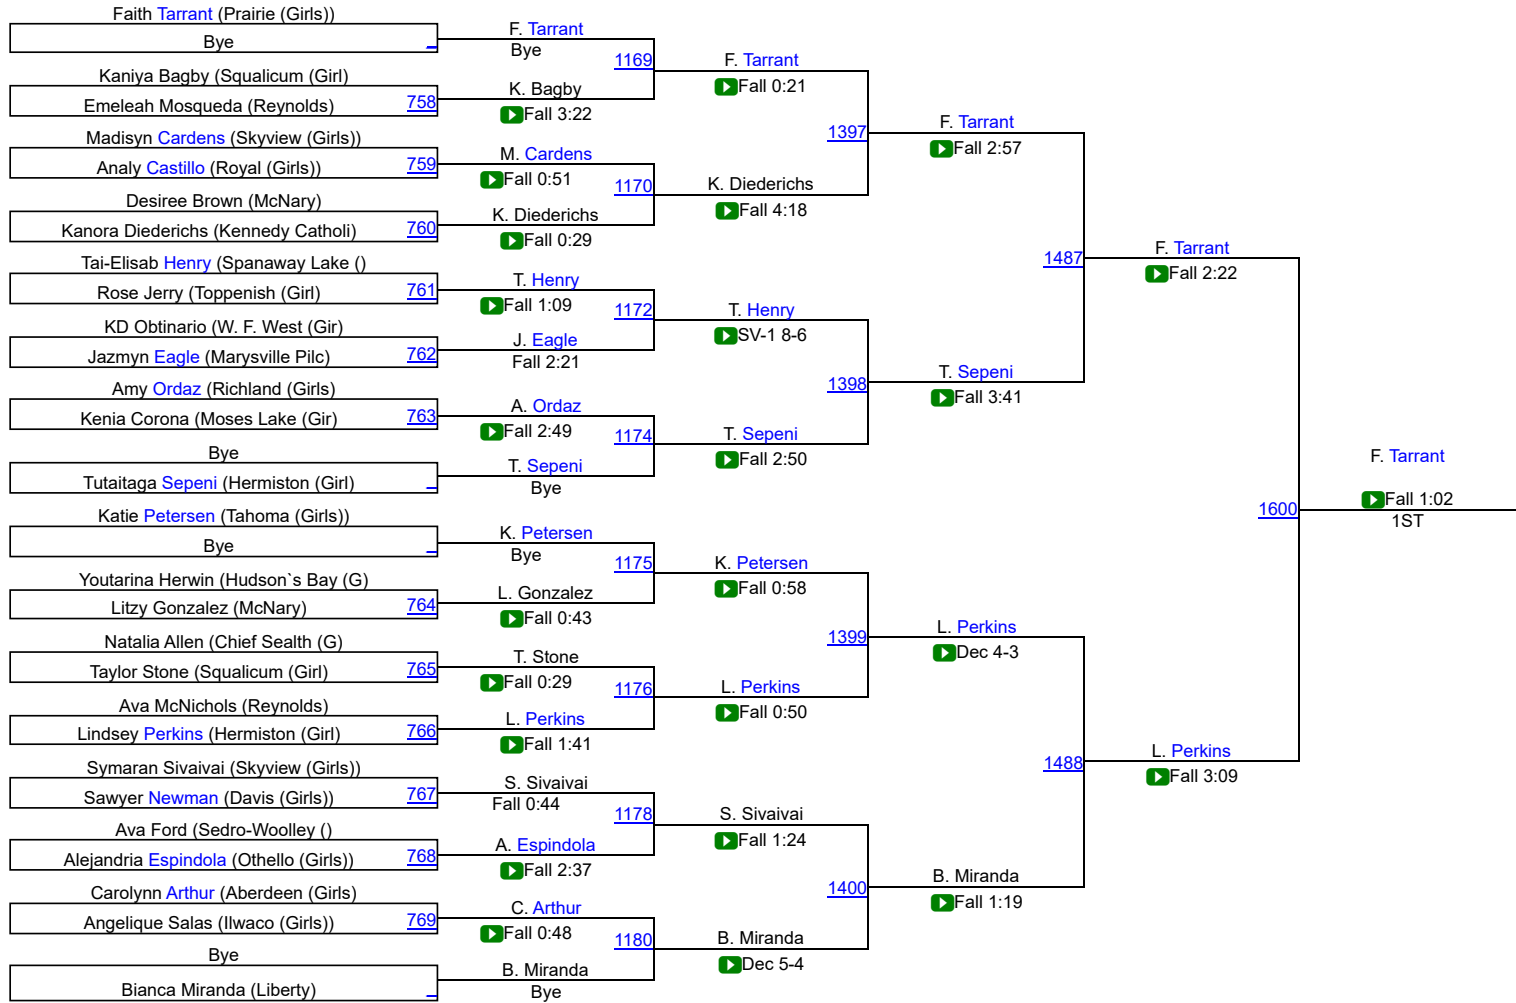 Faith Tarrant (Prairie (Girls))
Bye
Kaniya Bagby (Squalicum (Girl)
Emeleah Mosqueda (Reynolds)
758
Madisyn Cardens (Skyview (Girls))
Analy Castillo (Royal (Girls))
759
Desiree Brown (McNary)
Kanora Diederichs (Kennedy Catholi)
760
Tai-Elisab Henry (Spanaway Lake ()
Rose Jerry (Toppenish (Girl)
761
KD Obtinario (W. F. West (Gir)
Jazmyn Eagle (Marysville Pilc)
762
Amy Ordaz (Richland (Girls)
Kenia Corona (Moses Lake (Gir)
763
Bye
Tutaitaga Sepeni (Hermiston (Girl)
Katie Petersen (Tahoma (Girls))
Bye
Youtarina Herwin (Hudson`s Bay (G)
Litzy Gonzalez (McNary)
764
Natalia Allen (Chief Sealth (G)
Taylor Stone (Squalicum (Girl)
765
Ava McNichols (Reynolds)
Lindsey Perkins (Hermiston (Girl)
766
Symaran Sivaivai (Skyview (Girls))
Sawyer Newman (Davis (Girls))
767
Ava Ford (Sedro-Woolley ()
Alejandria Espindola (Othello (Girls))
768
Carolynn Arthur (Aberdeen (Girls)
Angelique Salas (Ilwaco (Girls))
769
Bye
Bianca Miranda (Liberty)
F. Tarrant
Bye
1169
K. Bagby
Fall 3:22
M. Cardens
Fall 0:51
1170
K. Diederichs
Fall 0:29
T. Henry
Fall 1:09
1172
J. Eagle
Fall 2:21
A. Ordaz
Fall 2:49
1174
T. Sepeni
Bye
K. Petersen
Bye
1175
L. Gonzalez
Fall 0:43
T. Stone
Fall 0:29
1176
L. Perkins
Fall 1:41
S. Sivaivai
Fall 0:44
1178
A. Espindola
Fall 2:37
C. Arthur
Fall 0:48
1180
B. Miranda
Bye
F. Tarrant
Fall 0:21
1397
K. Diederichs
Fall 4:18
T. Henry
SV-1 8-6
1398
T. Sepeni
Fall 2:50
K. Petersen
Fall 0:58
1399
L. Perkins
Fall 0:50
S. Sivaivai
Fall 1:24
1400
B. Miranda
Dec 5-4
F. Tarrant
Fall 2:57
1487
T. Sepeni
Fall 3:41
L. Perkins
Dec 4-3
1488
B. Miranda
Fall 1:19
F. Tarrant
Fall 2:22
1600
L. Perkins
Fall 3:09
F. Tarrant
Fall 1:02
1ST